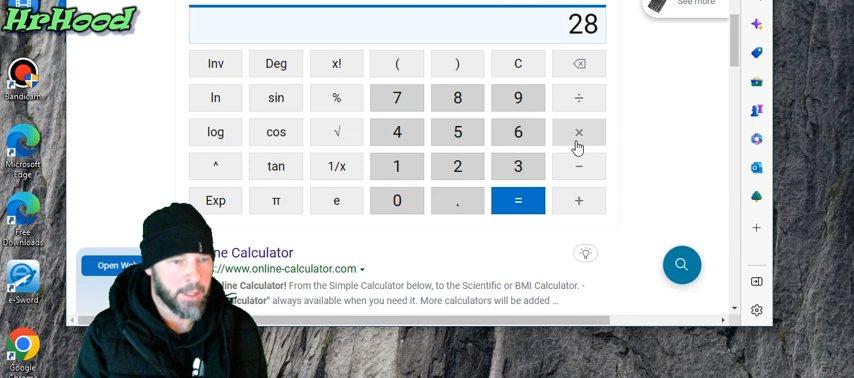 HrHood
See more
28
Inv Deg x! ( ) C
ln sin % 7 8 9 ÷
log cos √ 4 5 6 ×
^ tan 1/x 1 2 3 −
Exp π e 0 . = +
Bandicam
Microsoft
Edge
Free
Downloads
e-Sword
Google
Chrome
Open Web
ne Calculator
://www.online-calculator.com
line Calculator! From the Simple Calculator below, to the Scientific or BMI Calculator. -
culator" always available when you need it. More calculators will be added ...